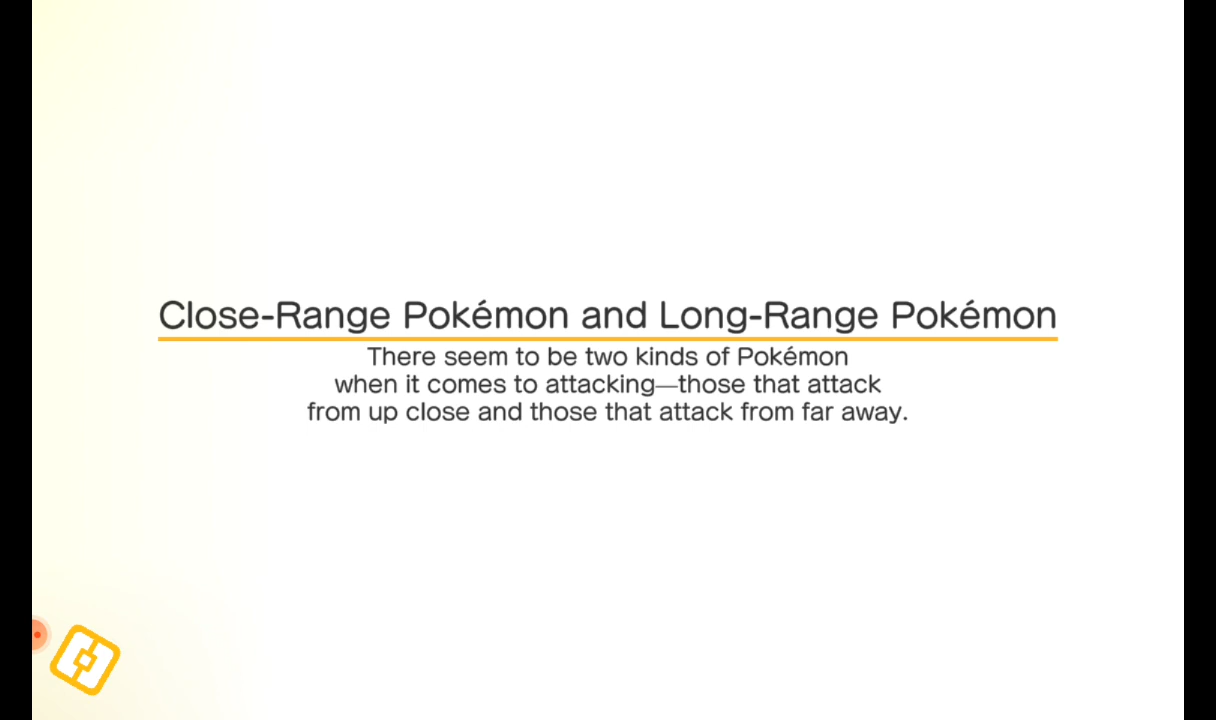 Close-Range Pokémon and Long-Range Pokémon
There seem to be two kinds of Pokémon
when it comes to attacking—those that attack
from up close and those that attack from far away.